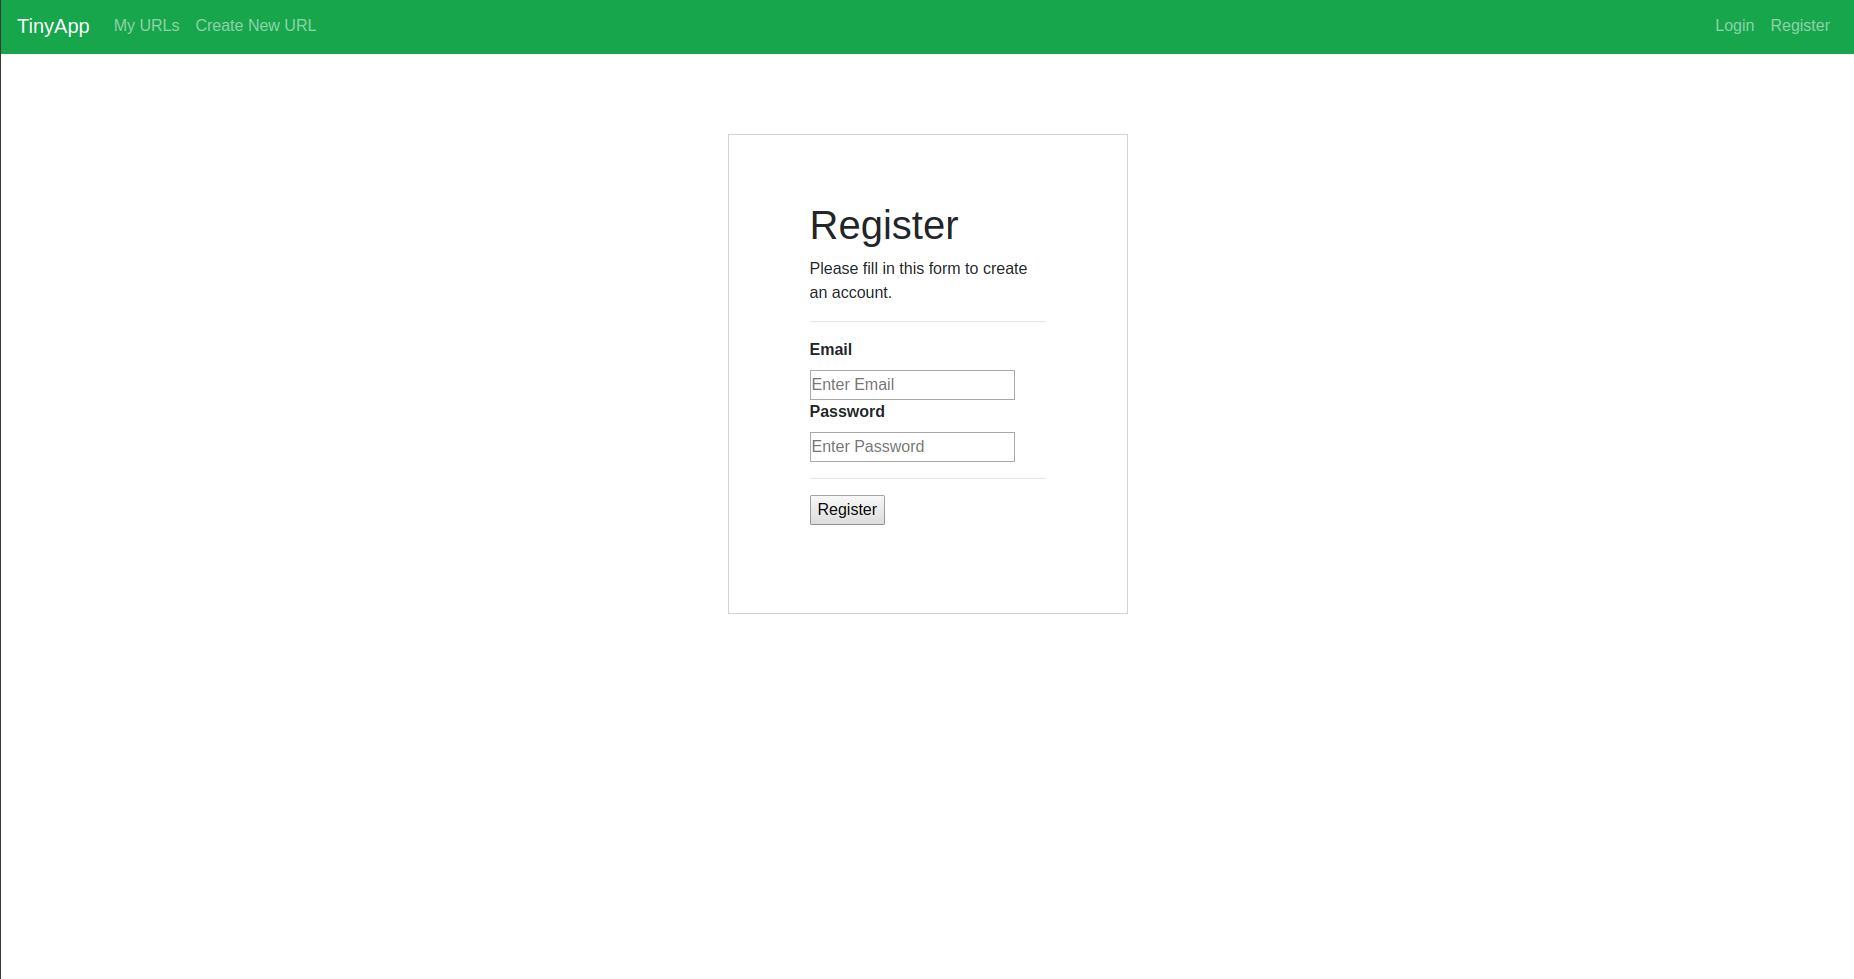 TinyApp My URLs Create New URL Login Register
Register
Please fill in this form to create
an account.
Email
Enter Email
Password
Enter Password
Register